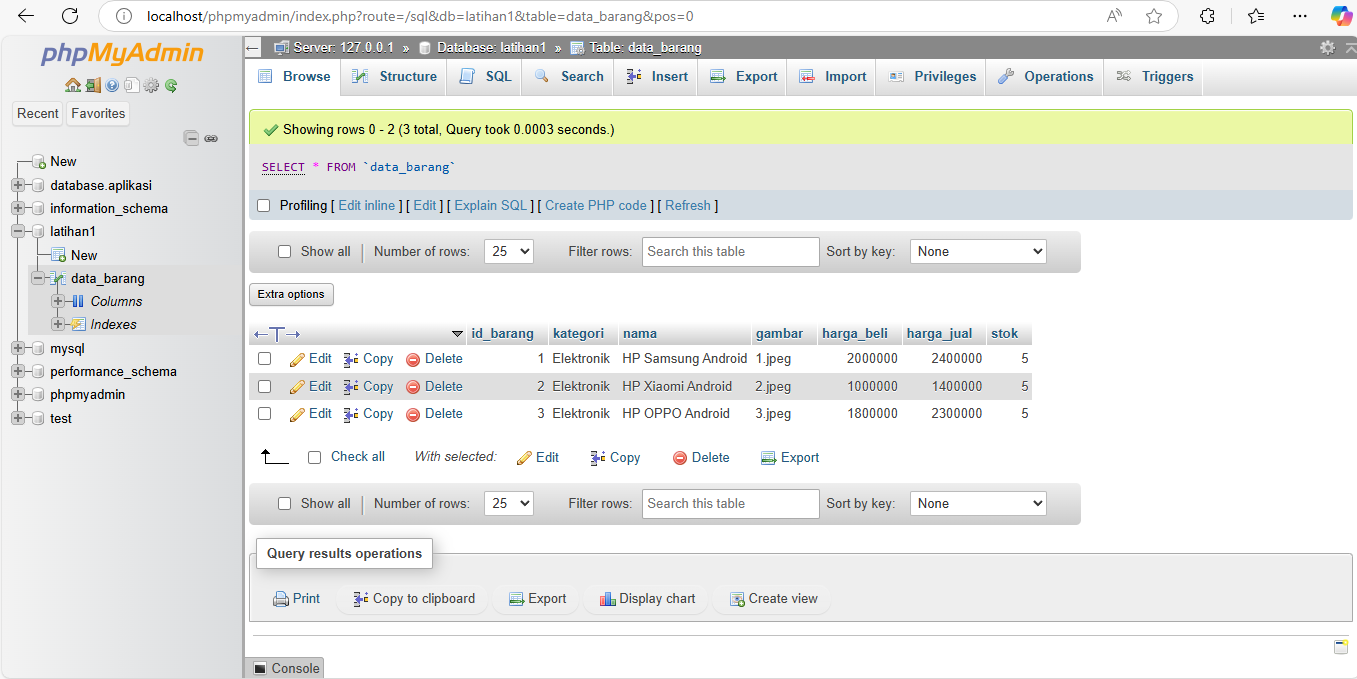 localhost/phpmyadmin/index.php?route=/sql&db=latihan1&table=data_barang&pos=0
phpMyAdmin
Recent Favorites
New
database.aplikasi
information_schema
latihan1
New
data_barang
Columns
Indexes
mysql
performance_schema
phpmyadmin
test
Server: 127.0.0.1 » Database: latihan1 » Table: data_barang
Browse Structure SQL Search Insert Export Import Privileges Operations Triggers
Showing rows 0 - 2 (3 total, Query took 0.0003 seconds.)
SELECT * FROM `data_barang`
Profiling [ Edit inline ] [ Edit ] [ Explain SQL ] [ Create PHP code ] [ Refresh ]
Show all | Number of rows: 25 Filter rows: Search this table Sort by key: None
Extra options
←T→ id_barang kategori nama gambar harga_beli harga_jual stok
Edit Copy Delete 1 Elektronik HP Samsung Android 1.jpeg 2000000 2400000 5
Edit Copy Delete 2 Elektronik HP Xiaomi Android 2.jpeg 1000000 1400000 5
Edit Copy Delete 3 Elektronik HP OPPO Android 3.jpeg 1800000 2300000 5
Check all With selected: Edit Copy Delete Export
Show all | Number of rows: 25 Filter rows: Search this table Sort by key: None
Query results operations
Print Copy to clipboard Export Display chart Create view
Console